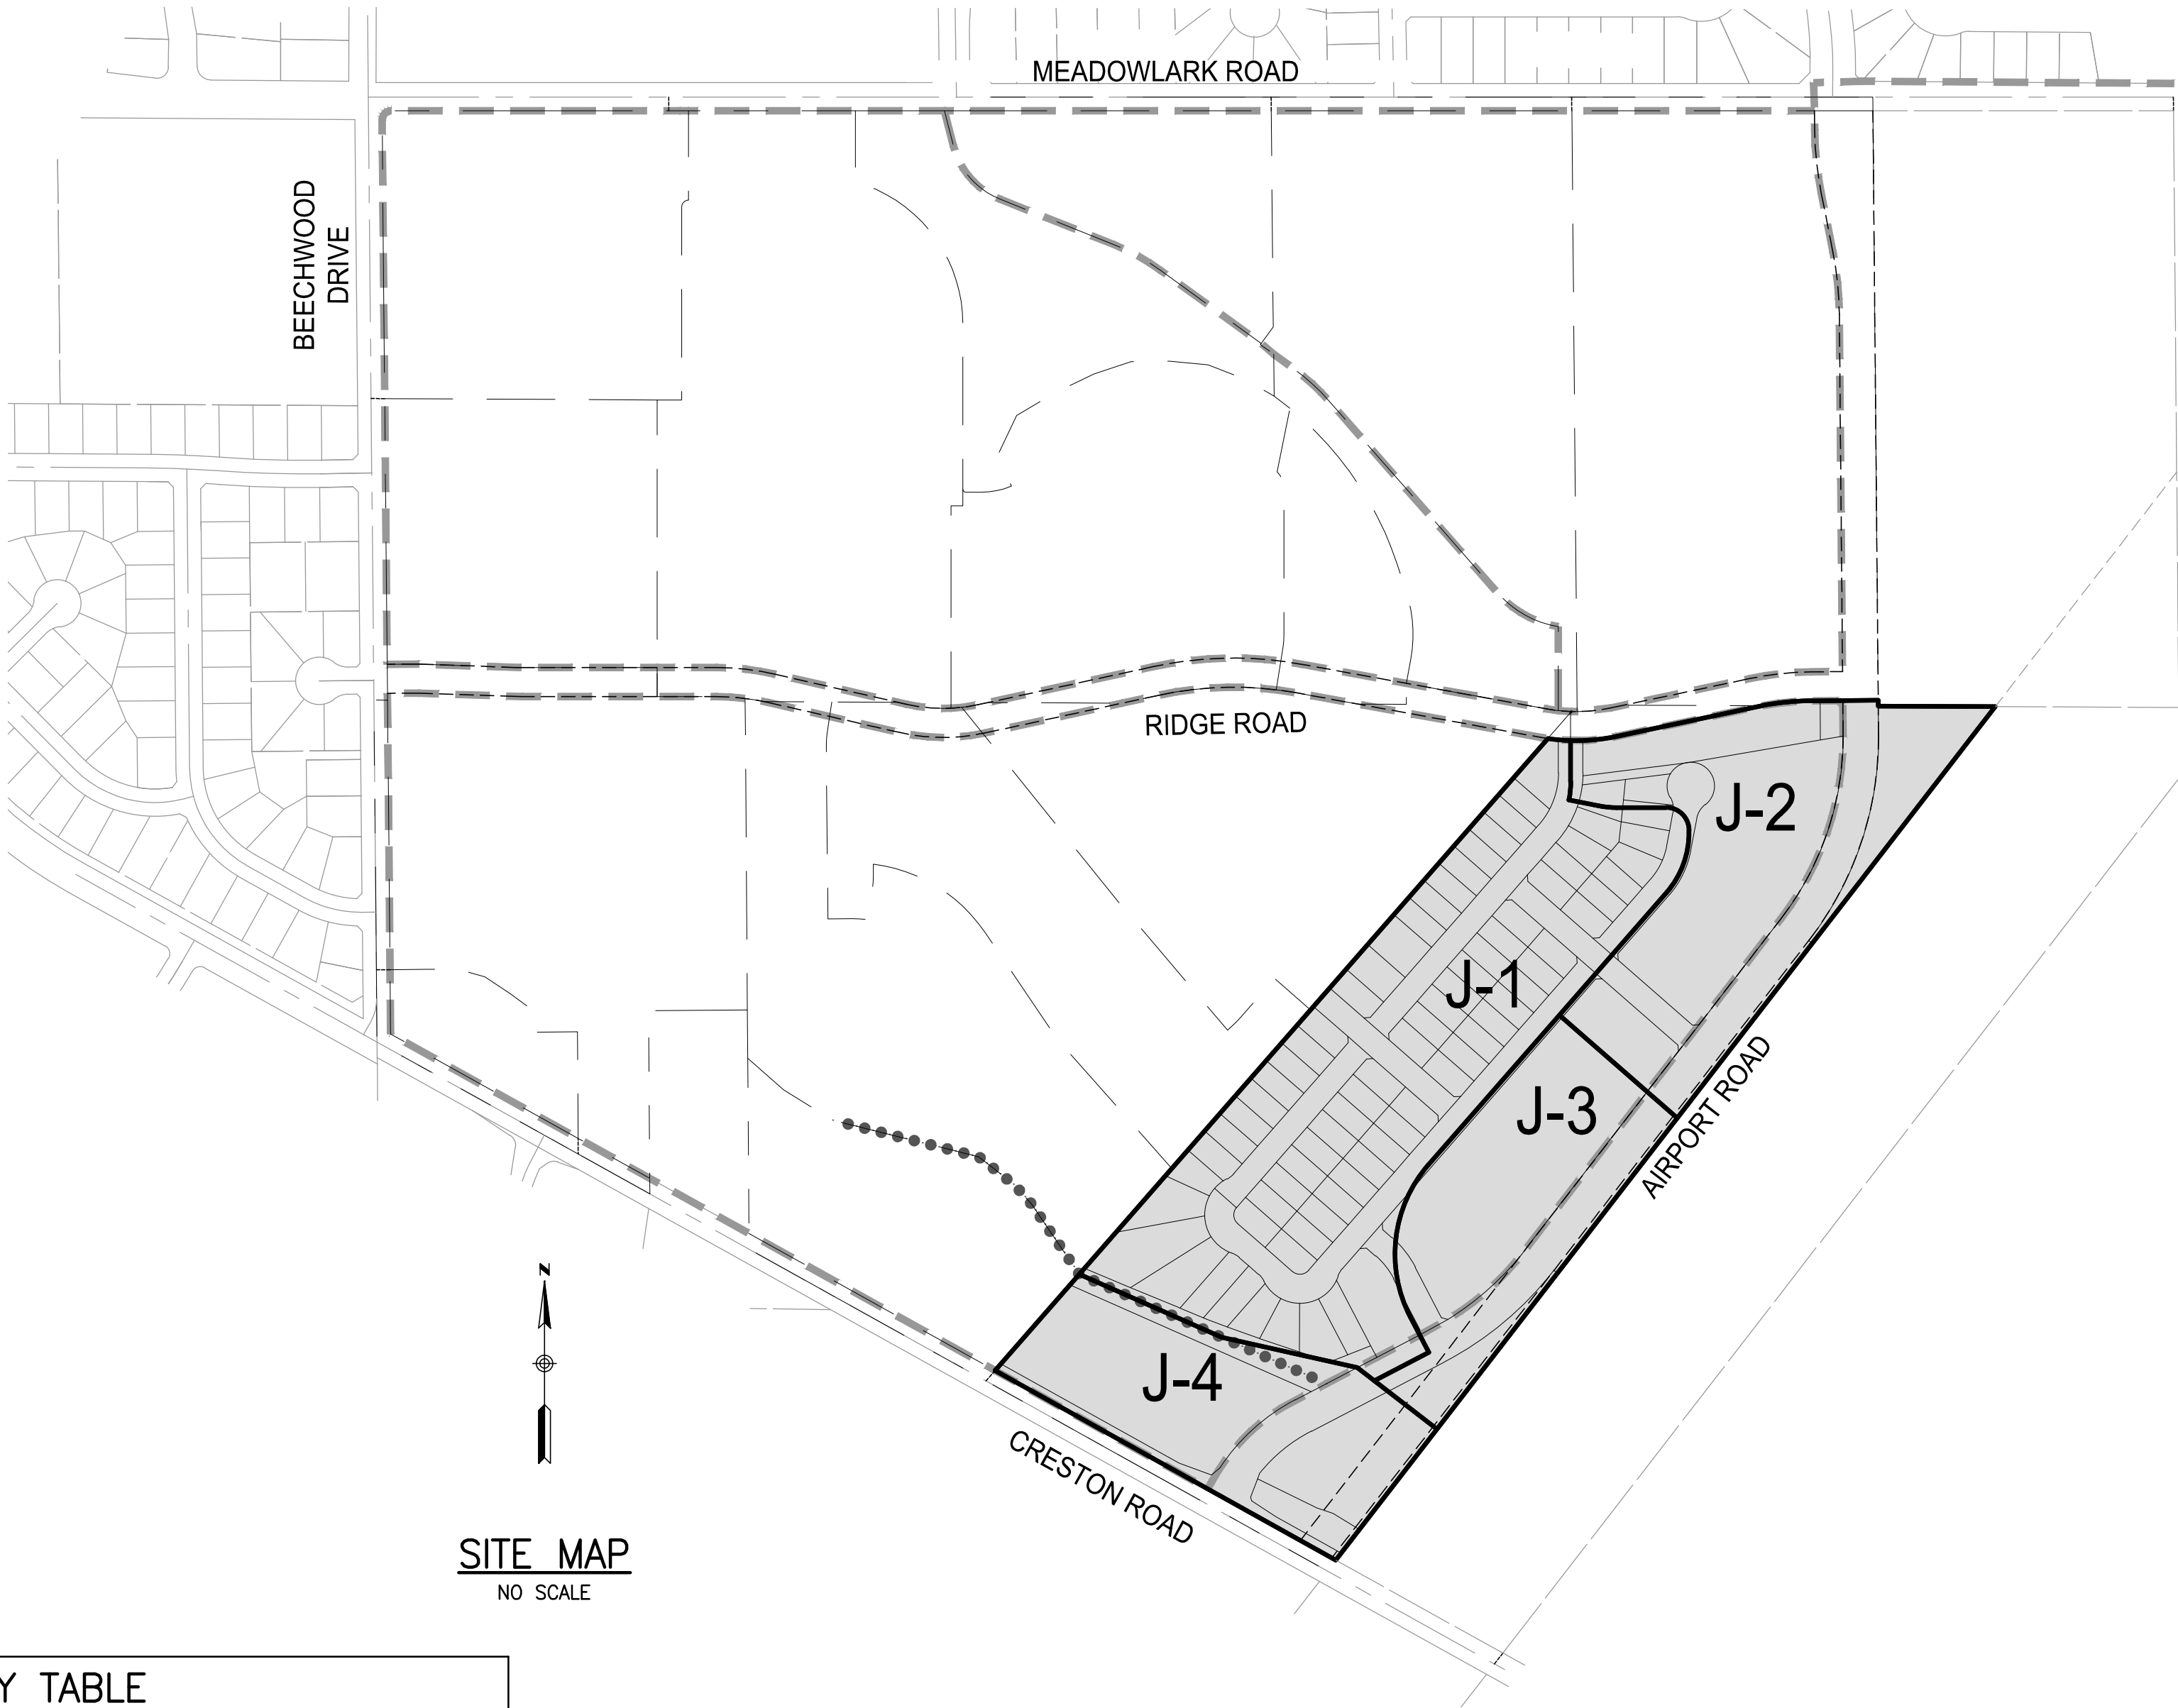 MEADOWLARK ROAD
BEECHWOOD
DRIVE
RIDGE ROAD
J-2
J-1
J-3
AIRPORT ROAD
J-4
N
CRESTON ROAD
SITE MAP
NO SCALE
Y TABLE